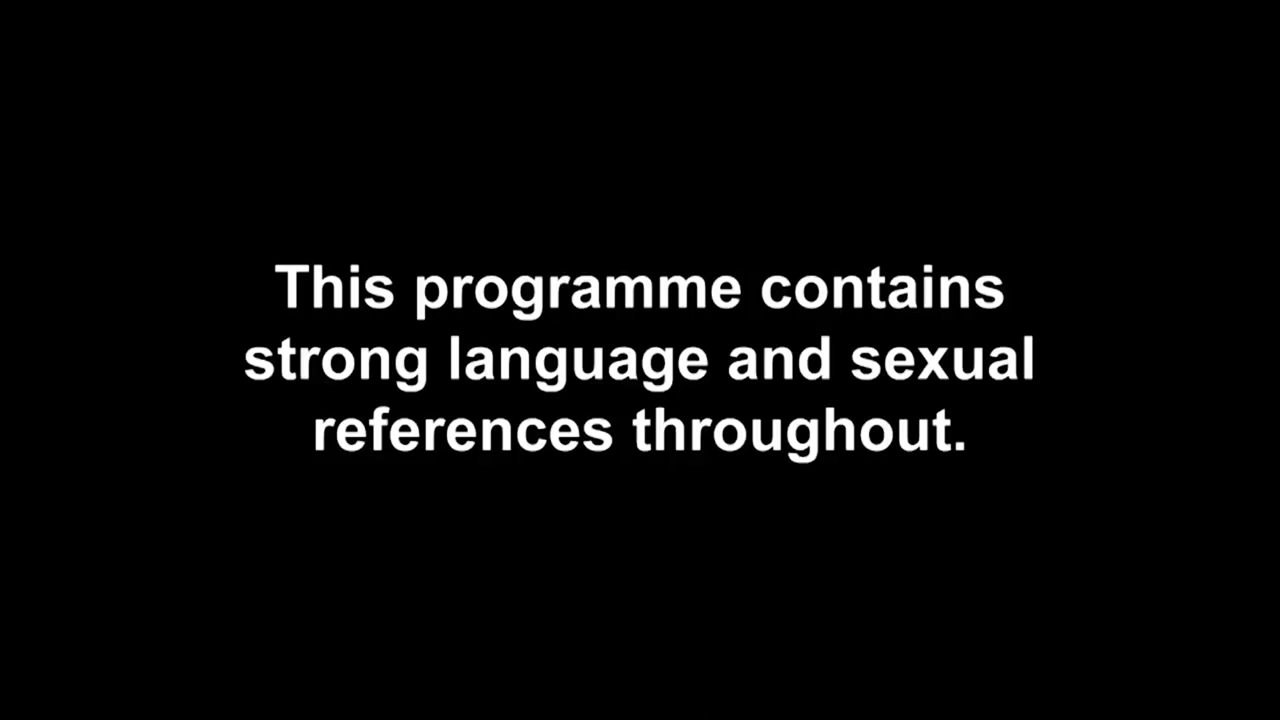 This programme contains
strong language and sexual
references throughout.